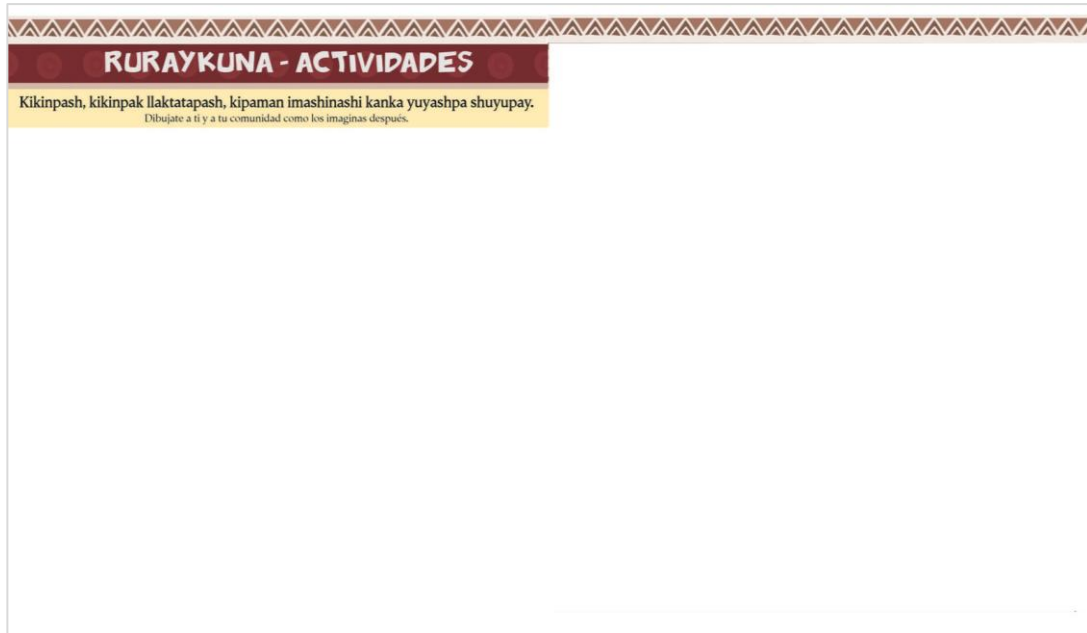 RURAYKUNA - ACTIVIDADES
Kikinpash, kikinpak llaktatapash, kipaman imashinashi kanka yuyashpa shuyupay.
Dibujate a ti y a tu comunidad como los imaginas después.